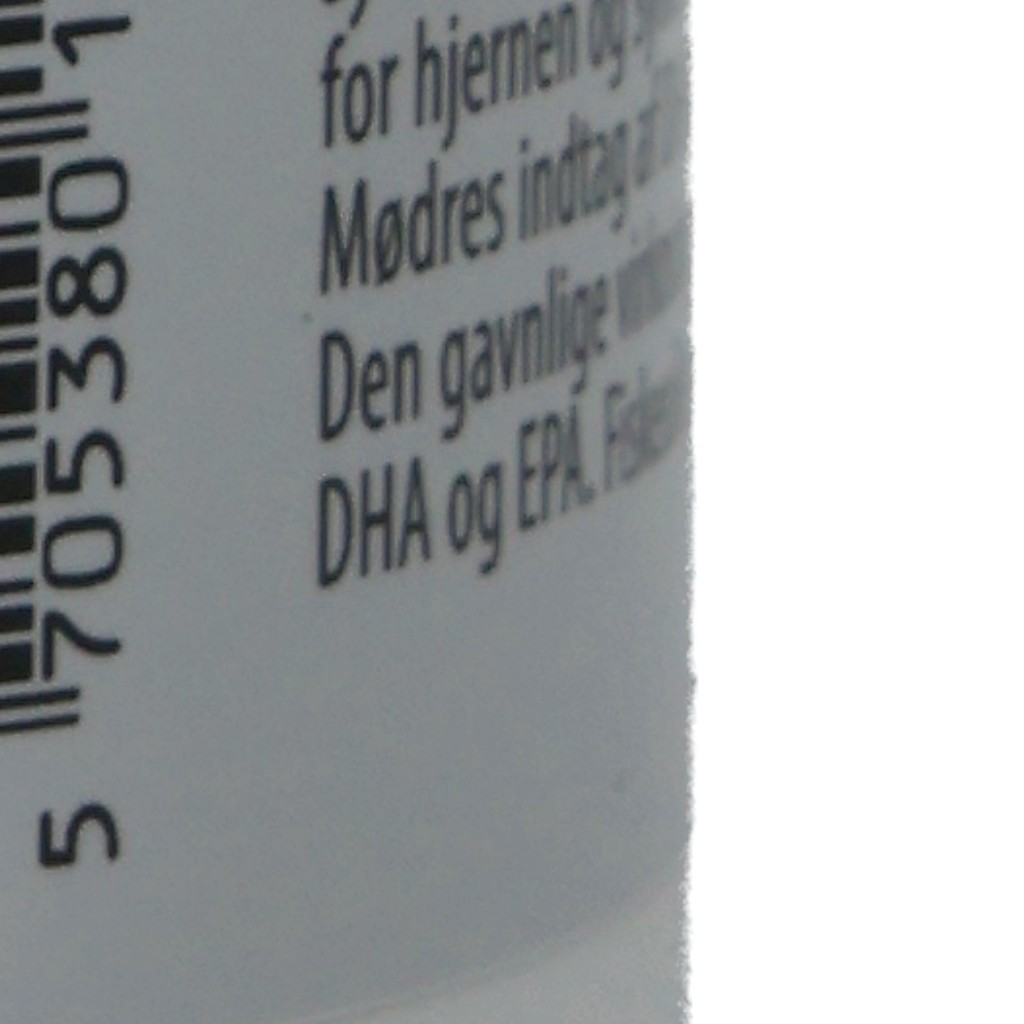 for hjernen og
Mødres indtag af
Den gavnlige
DHA og EPA.
5 705380 1